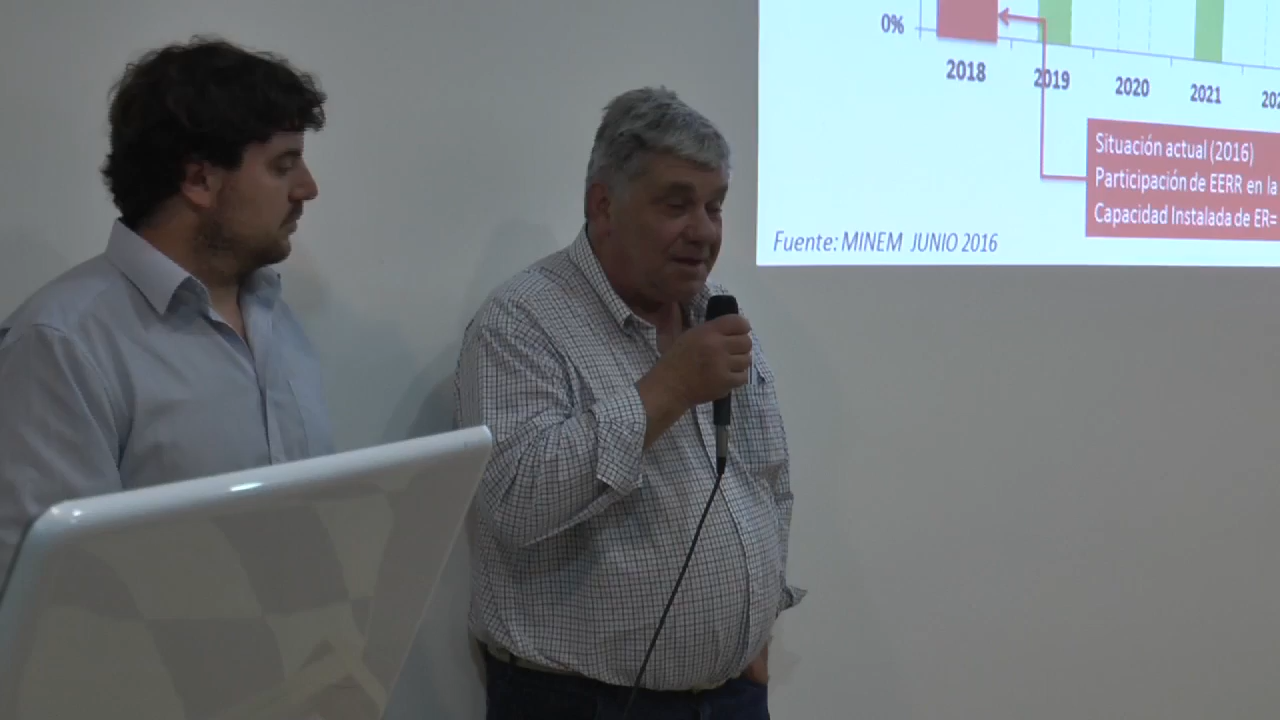 0%
2018 2019 2020 2021
Situación actual (2016)
Participación de EERR en la
Capacidad Instalada de ER=
Fuente: MINEM JUNIO 2016